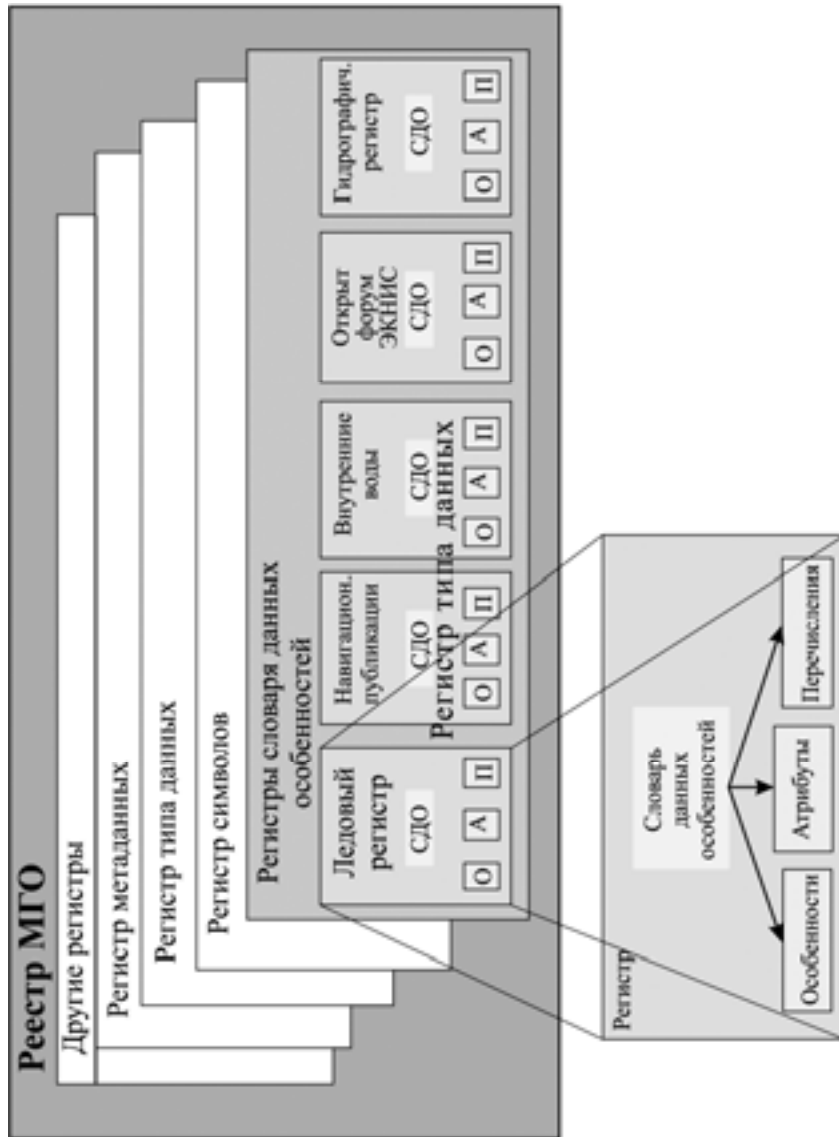 Реестр МГО
Другие регистры
Регистр метаданных
Регистр типа данных
Регистр символов
Регистры словаря данных
особенностей
Ледовый
регистр
СДО
О А П
Навигацион.
публикации
СДО
О А П
Внутренние
воды
СДО
О А П
Открыт
форум
ЭКНИС
СДО
О А П
Гидрографич.
регистр
СДО
О А П
Регистр типа данных
Регистр
Словарь
данных
особенностей
Особенности
Атрибуты
Перечисления